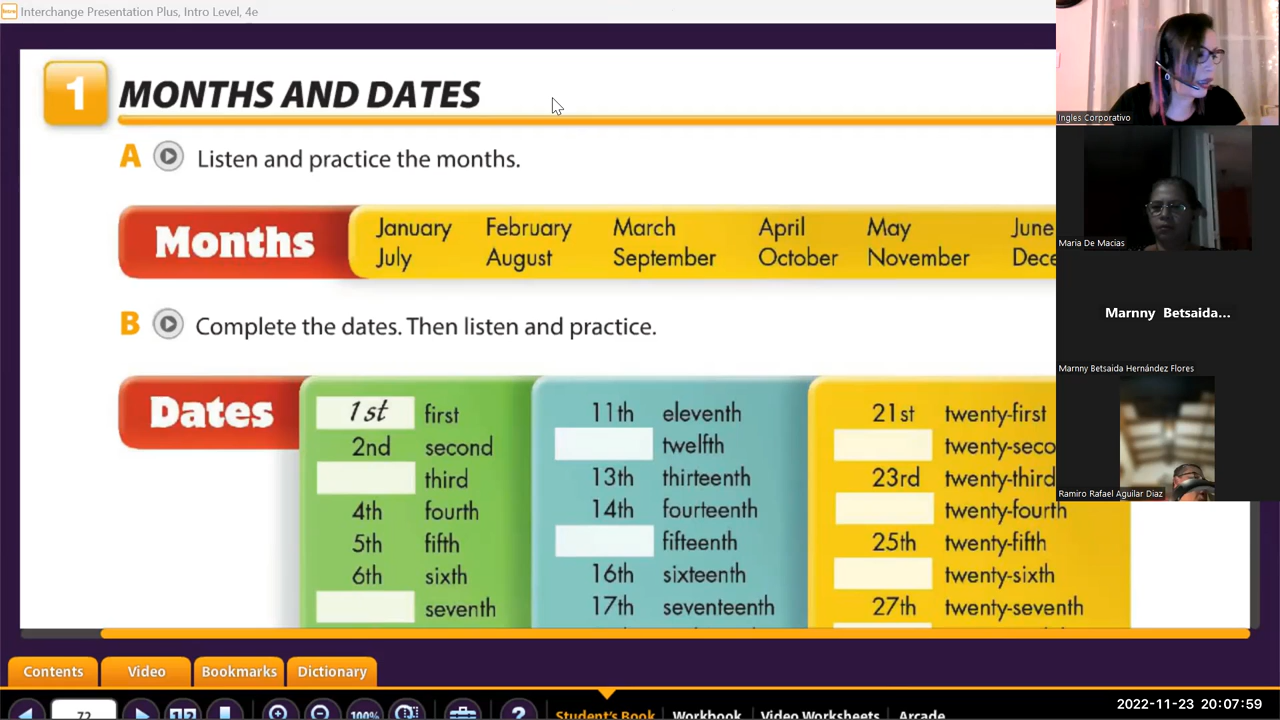 Interchange Presentation Plus, Intro Level, 4e
1 MONTHS AND DATES
A Listen and practice the months.
Months
January February March April May June
July August September October November
B Complete the dates. Then listen and practice.
Dates
1st first 11th eleventh 21st twenty-first
2nd second twelfth
third 13th thirteenth 23rd twenty-third
4th fourth 14th fourteenth twenty-fourth
5th fifth fifteenth 25th twenty-fifth
6th sixth 16th sixteenth twenty-sixth
seventh 17th seventeenth 27th twenty-seventh
Ingles Corporativo
Maria De Macias
Marnny Betsaida...
Marnny Betsaida Hernández Flores
Ramiro Rafael Aguilar Diaz
Contents Video Bookmarks Dictionary
72 100% ? Student's Book Workbook Video Worksheets Arcade
2022-11-23 20:07:59